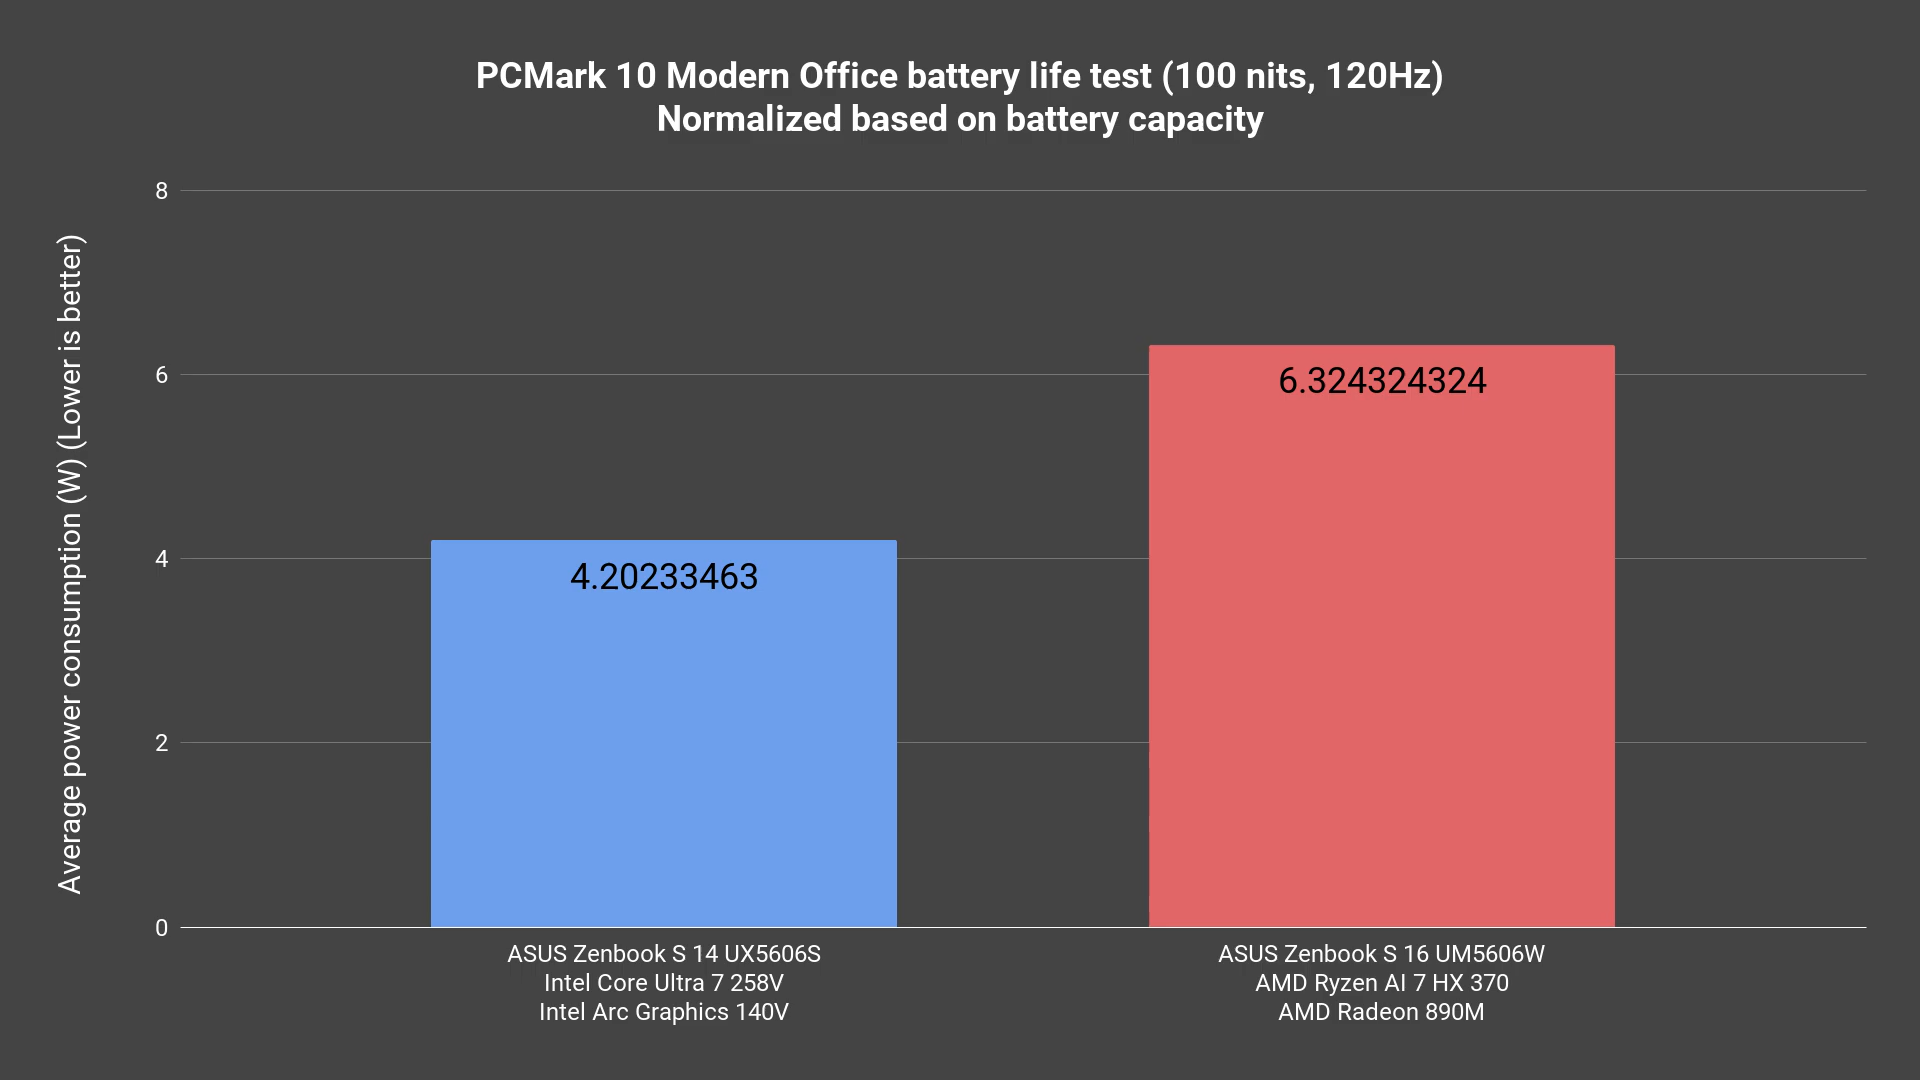 PCMark 10 Modern Office battery life test (100 nits, 120Hz)
Normalized based on battery capacity
Average power consumption (W) (Lower is better)
8
6
4
2
0
4.20233463
6.324324324
ASUS Zenbook S 14 UX5606S
Intel Core Ultra 7 258V
Intel Arc Graphics 140V
ASUS Zenbook S 16 UM5606W
AMD Ryzen AI 7 HX 370
AMD Radeon 890M